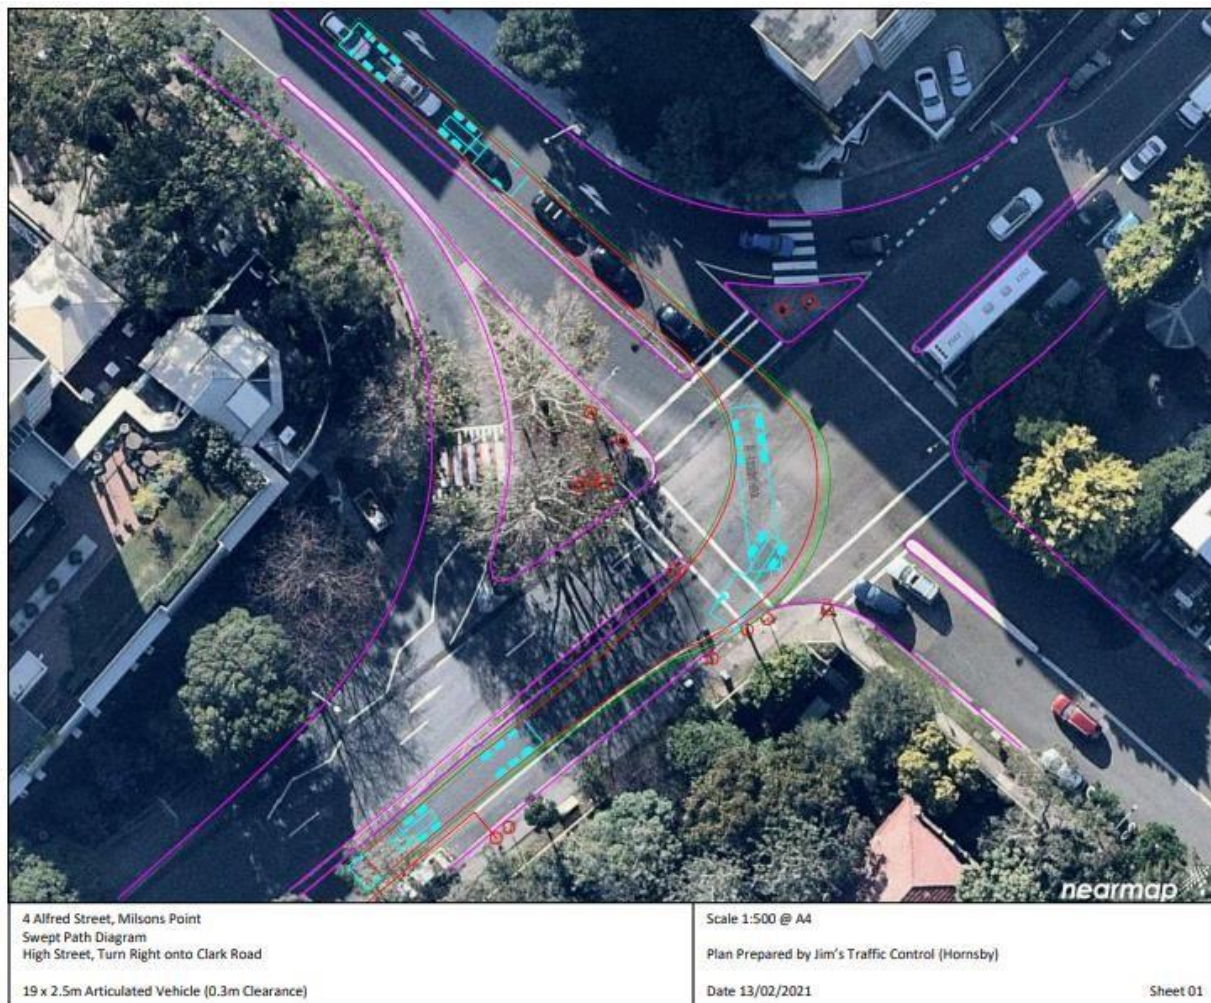 nearmap
4 Alfred Street, Milsons Point
Swept Path Diagram
High Street, Turn Right onto Clark Road
19 x 2.5m Articulated Vehicle (0.3m Clearance)
Scale 1:500 @ A4
Plan Prepared by Jim's Traffic Control (Hornsby)
Date 13/02/2021
Sheet 01